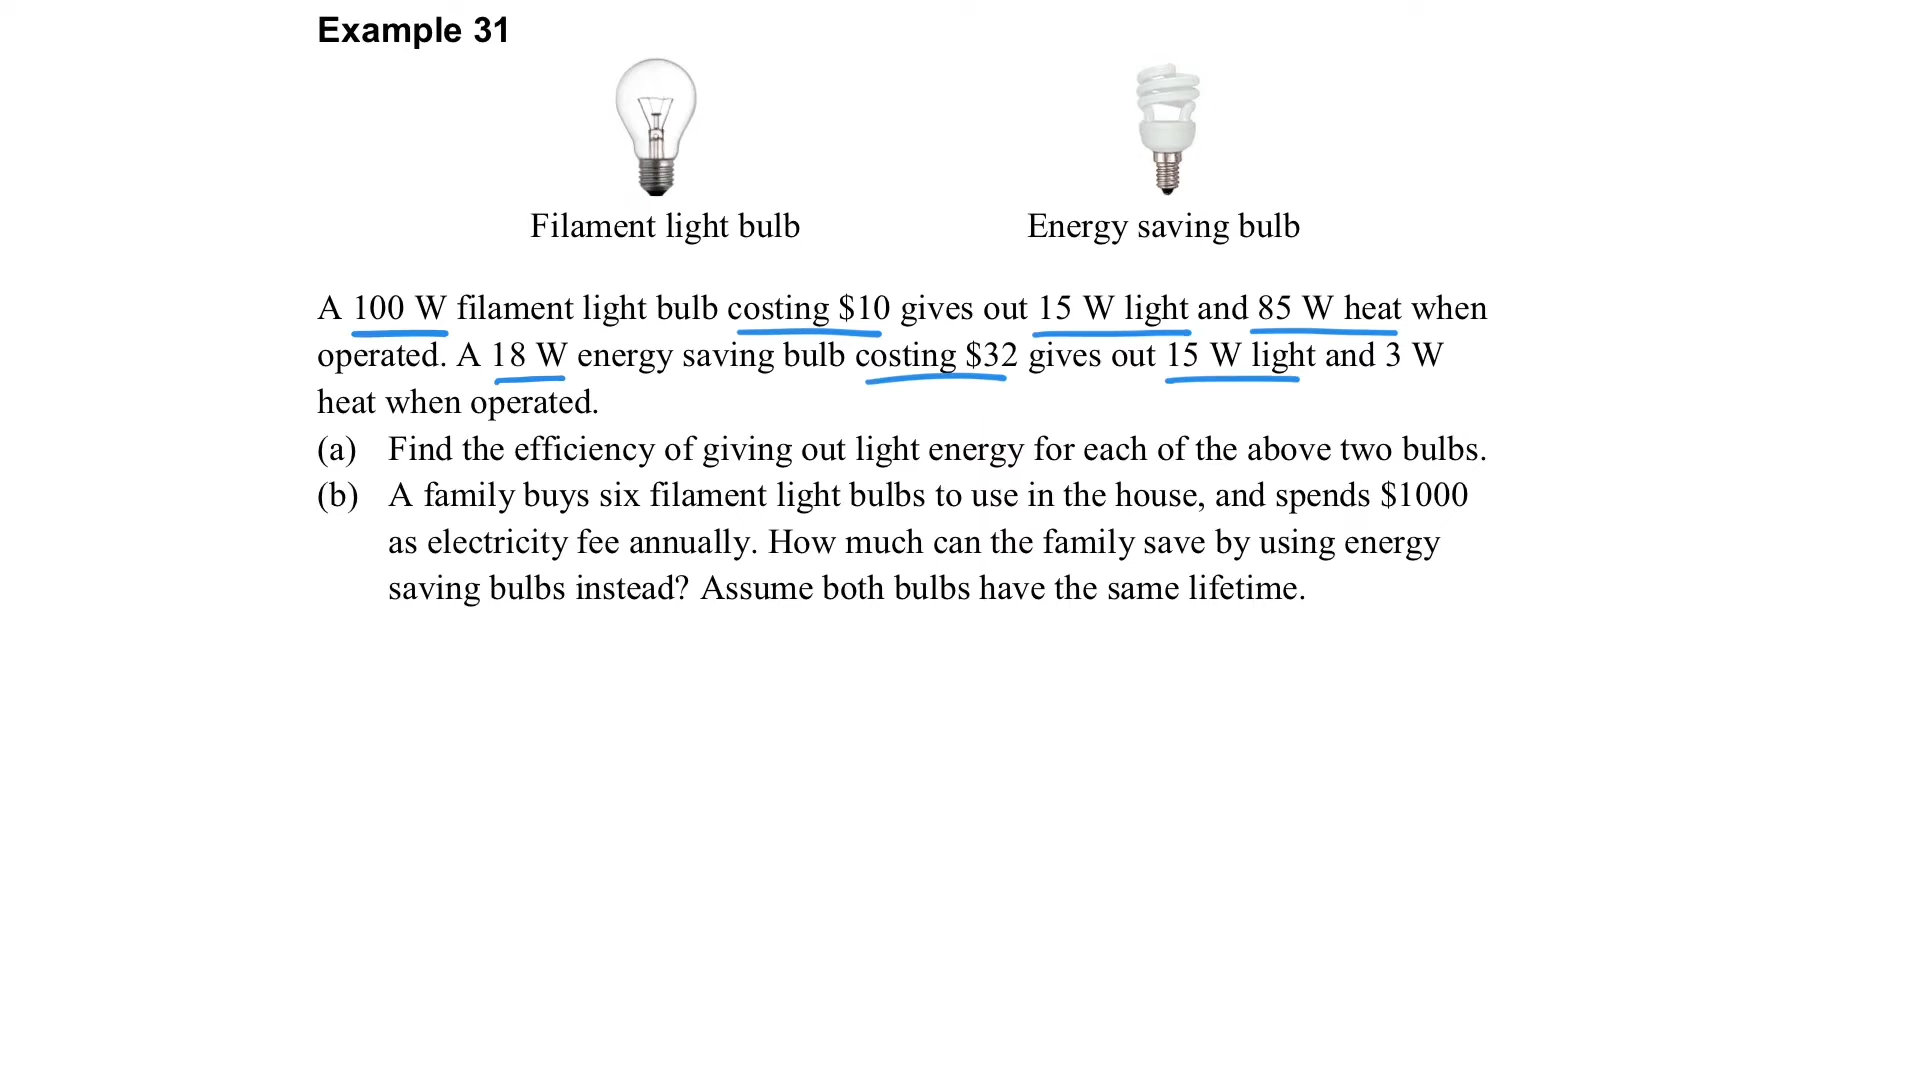 Example 31
Filament light bulb Energy saving bulb
A 100 W filament light bulb costing $10 gives out 15 W light and 85 W heat when
operated. A 18 W energy saving bulb costing $32 gives out 15 W light and 3 W
heat when operated.
(a) Find the efficiency of giving out light energy for each of the above two bulbs.
(b) A family buys six filament light bulbs to use in the house, and spends $1000
as electricity fee annually. How much can the family save by using energy
saving bulbs instead? Assume both bulbs have the same lifetime.